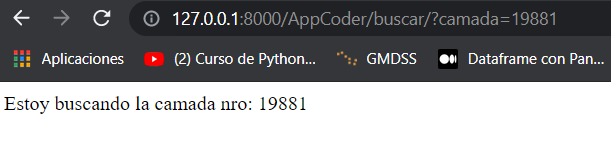 127.0.0.1:8000/AppCoder/buscar/?camada=19881
Aplicaciones (2) Curso de Python... GMDSS Dataframe con Pan...
Estoy buscando la camada nro: 19881